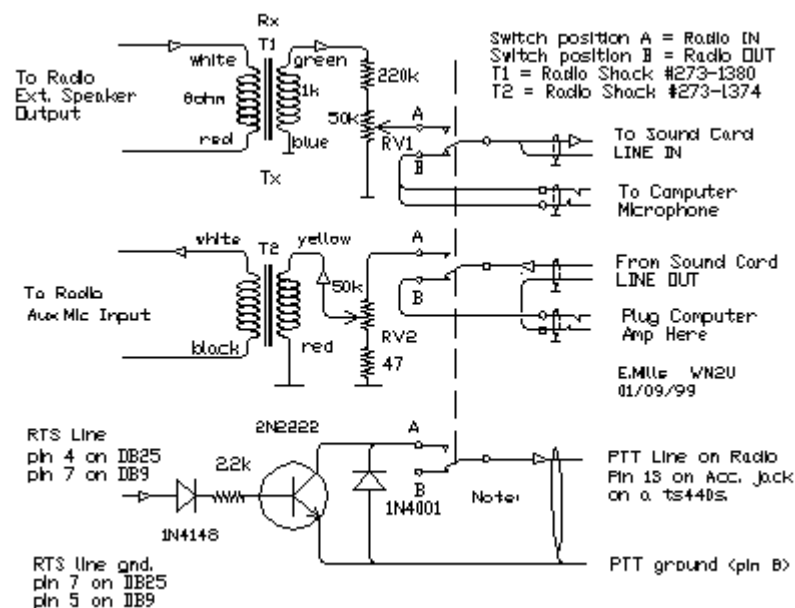 Rx
T1
white
green
To Radio
Ext. Speaker
Output
8ohm
1k
220k
50k
RV1
red
blue
A
B
Switch position A = Radio IN
Switch position B = Radio OUT
T1 = Radio Shack #273-1380
T2 = Radio Shack #273-1374
To Sound Card
LINE IN
To Computer
Microphone
Tx
white
T2
yellow
To Radio
Aux Mic Input
50k
RV2
47
black
red
A
B
From Sound Card
LINE OUT
Plug Computer
Amp Here
E.Mills WN2U
01/09/99
RTS Line
pin 4 on DB25
pin 7 on DB9
2N2222
2.2k
1N4148
1N4001
A
B
Note:
PTT Line on Radio
Pin 13 on Acc. jack
on a ts440s.
RTS line gnd.
pin 7 on DB25
pin 5 on DB9
PTT ground (pin 8)